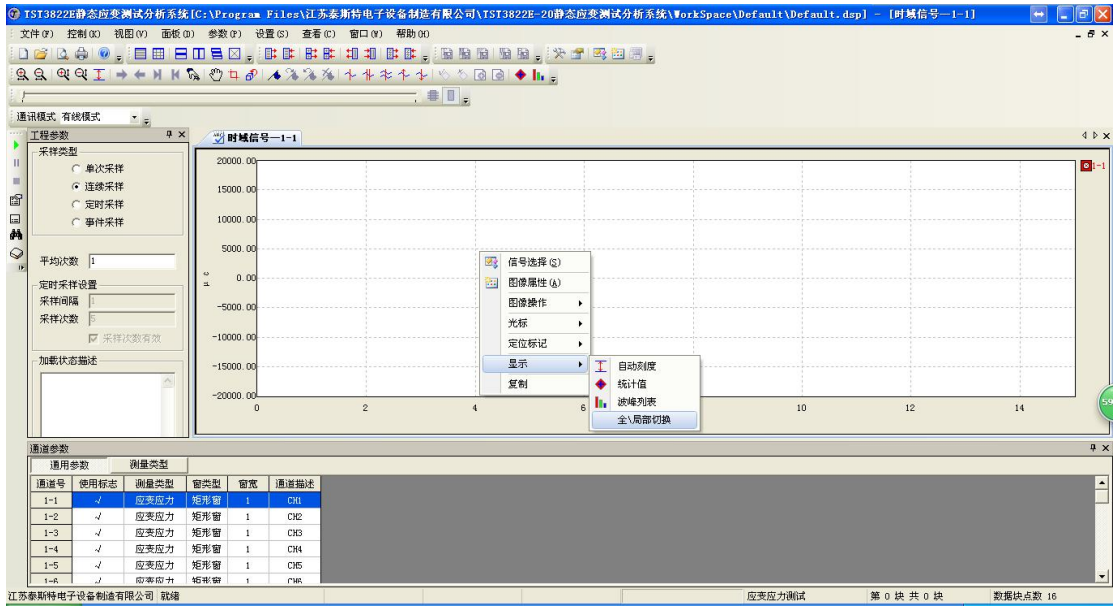 TST3822E静态应变测试分析系统[C:\Program Files\江苏泰斯特电子设备制造有限公司\TST3822E-20静态应变测试分析系统\WorkSpace\Default\Default.dsp] - [时域信号—1-1]
文件(F) 控制(K) 视图(V) 面板(D) 参数(P) 设置(S) 查看(C) 窗口(W) 帮助(H)
通讯模式 有线模式
工程参数
时域信号—1-1
采样类型
单次采样
连续采样
定时采样
事件采样
平均次数 1
定时采样设置
采样间隔 1
采样次数 5
采样次数有效
加载状态描述
20000.00
15000.00
10000.00
5000.00
0.00
-5000.00
-10000.00
-15000.00
-20000.00
με
0 2 4 6 10 12 14
1-1
信号选择(S)
图像属性(A)
图像操作
光标
定位标记
显示
复制
自动刻度
统计值
波峰列表
全\局部切换
59
通道参数
通用参数 测量类型
通道号 使用标志 测量类型 窗类型 窗宽 通道描述
1-1 √ 应变应力 矩形窗 1 CH1
1-2 √ 应变应力 矩形窗 1 CH2
1-3 √ 应变应力 矩形窗 1 CH3
1-4 √ 应变应力 矩形窗 1 CH4
1-5 √ 应变应力 矩形窗 1 CH5
1-6 √ 应变应力 矩形窗 1 CH6
江苏泰斯特电子设备制造有限公司 就绪 应变应力测试 第 0 块 共 0 块 数据块点数 16